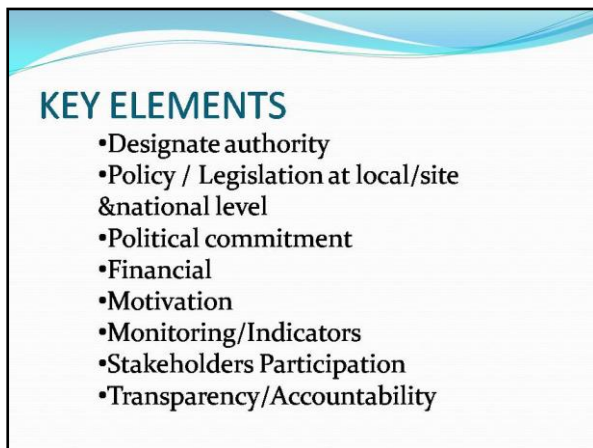 KEY ELEMENTS
•Designate authority
•Policy / Legislation at local/site
&national level
•Political commitment
•Financial
•Motivation
•Monitoring/Indicators
•Stakeholders Participation
•Transparency/Accountability